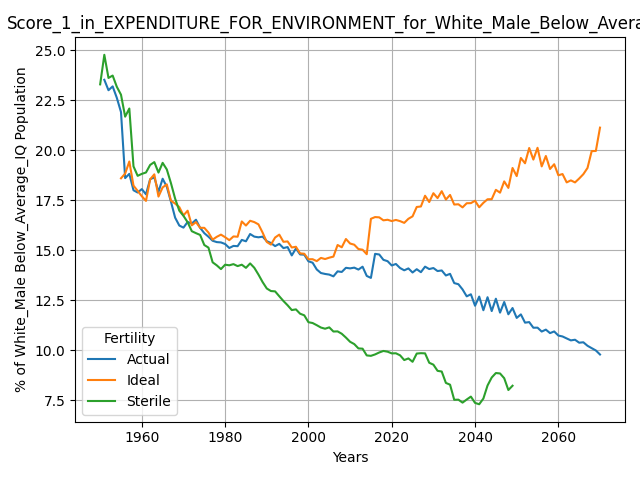 Score_1_in_EXPENDITURE_FOR_ENVIRONMENT_for_White_Male_Below_Avera
% of White_Male Below_Average_IQ Population
25.0
22.5
20.0
17.5
15.0
12.5
10.0
7.5
Fertility
Actual
Ideal
Sterile
1960 1980 2000 2020 2040 2060
Years